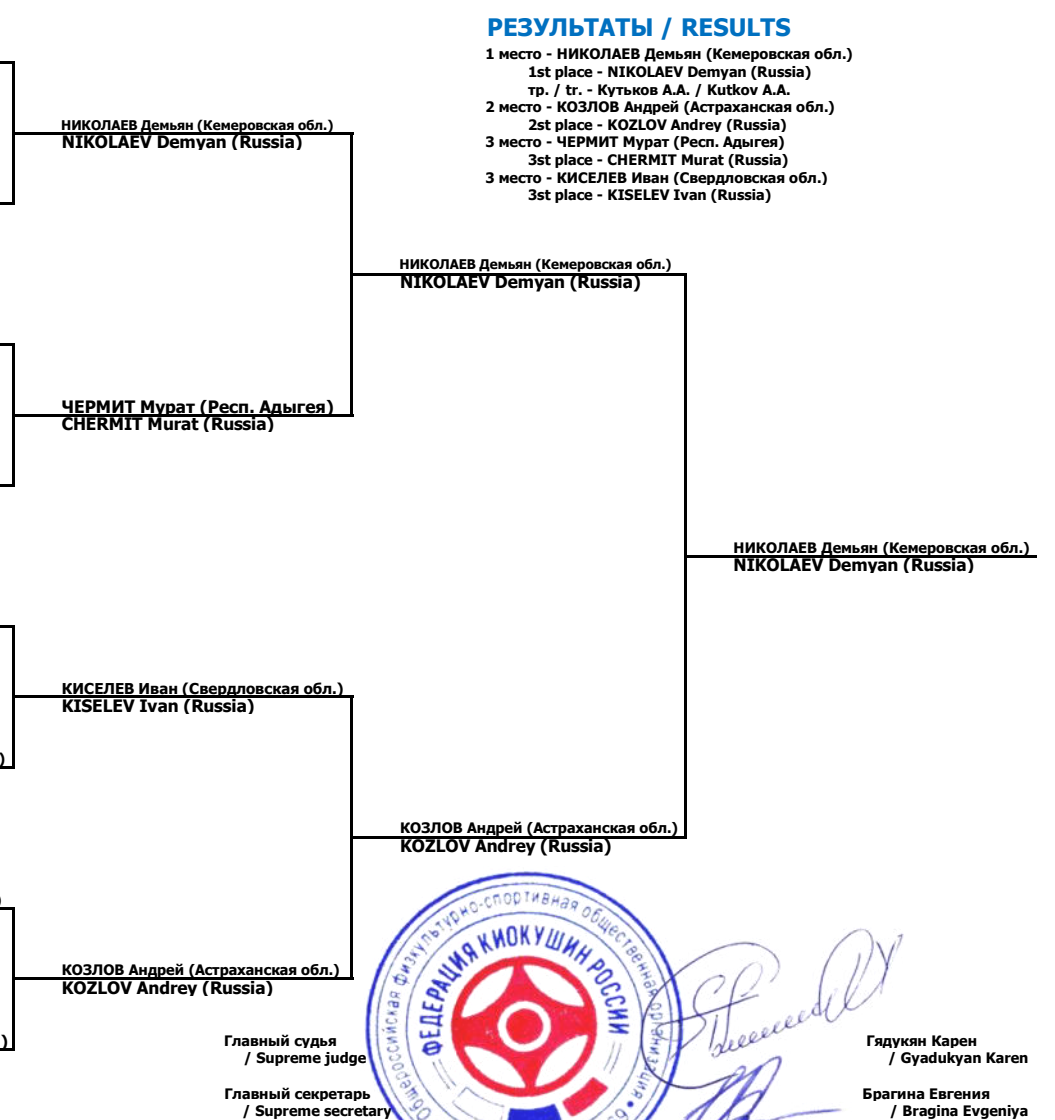 РЕЗУЛЬТАТЫ / RESULTS
1 место - НИКОЛАЕВ Демьян (Кемеровская обл.)
1st place - NIKOLAEV Demyan (Russia)
тр. / tr. - Кутьков А.А. / Kutkov A.A.
2 место - КОЗЛОВ Андрей (Астраханская обл.)
2st place - KOZLOV Andrey (Russia)
3 место - ЧЕРМИТ Мурат (Респ. Адыгея)
3st place - CHERMIT Murat (Russia)
3 место - КИСЕЛЕВ Иван (Свердловская обл.)
3st place - KISELEV Ivan (Russia)
НИКОЛАЕВ Демьян (Кемеровская обл.)
NIKOLAEV Demyan (Russia)
НИКОЛАЕВ Демьян (Кемеровская обл.)
NIKOLAEV Demyan (Russia)
ЧЕРМИТ Мурат (Респ. Адыгея)
CHERMIT Murat (Russia)
НИКОЛАЕВ Демьян (Кемеровская обл.)
NIKOLAEV Demyan (Russia)
КИСЕЛЕВ Иван (Свердловская обл.)
KISELEV Ivan (Russia)
)
КОЗЛОВ Андрей (Астраханская обл.)
KOZLOV Andrey (Russia)
)
КОЗЛОВ Андрей (Астраханская обл.)
KOZLOV Andrey (Russia)
)
Общероссийская физкультурно-спортивная общественная организация
ФЕДЕРАЦИЯ КИОКУШИН РОССИИ
Главный судья
/ Supreme judge
Гядукян Карен
/ Gyadukyan Karen
Главный секретарь
/ Supreme secretary
Брагина Евгения
/ Bragina Evgeniya